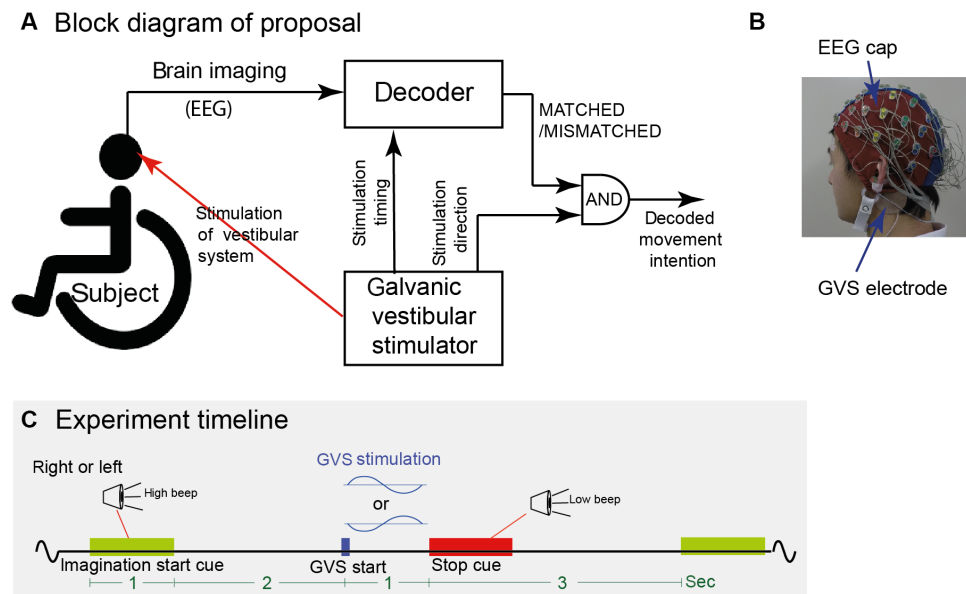 A Block diagram of proposal
Brain imaging
(EEG)
Decoder
MATCHED
/MISMATCHED
AND
Decoded
movement
intention
Stimulation
timing
Stimulation
direction
Stimulation
of vestibular
system
Subject
Galvanic
vestibular
stimulator
B
EEG cap
GVS electrode
C Experiment timeline
Right or left
High beep
GVS stimulation
or
Low beep
Imagination start cue
GVS start
Stop cue
1 2 1 3 Sec